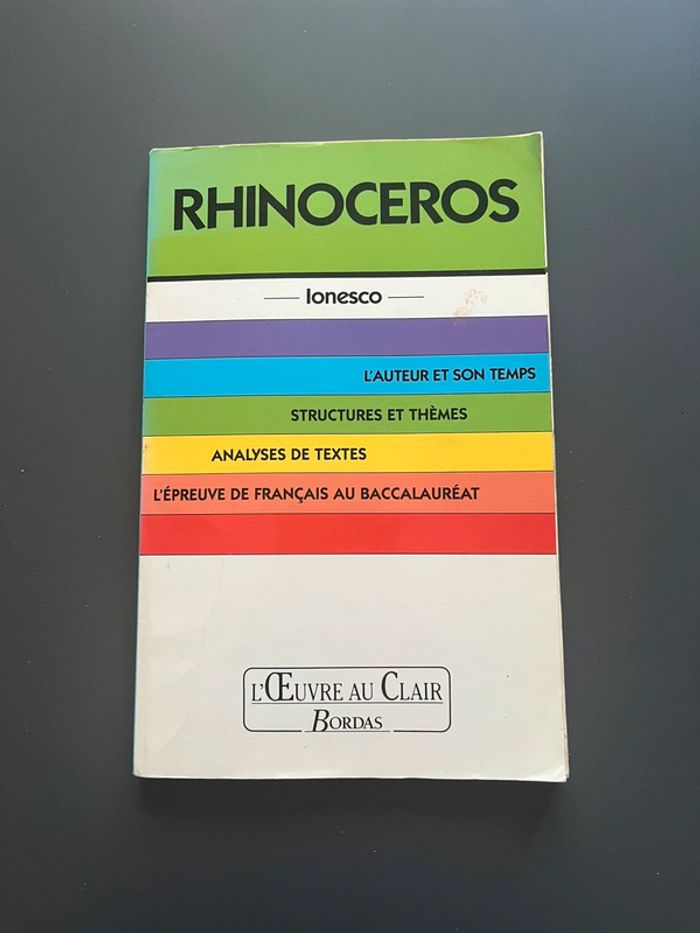 RHINOCEROS
Ionesco
L'AUTEUR ET SON TEMPS
STRUCTURES ET THÈMES
ANALYSES DE TEXTES
L'ÉPREUVE DE FRANÇAIS AU BACCALAURÉAT
L'ŒUVRE AU CLAIR
BORDAS